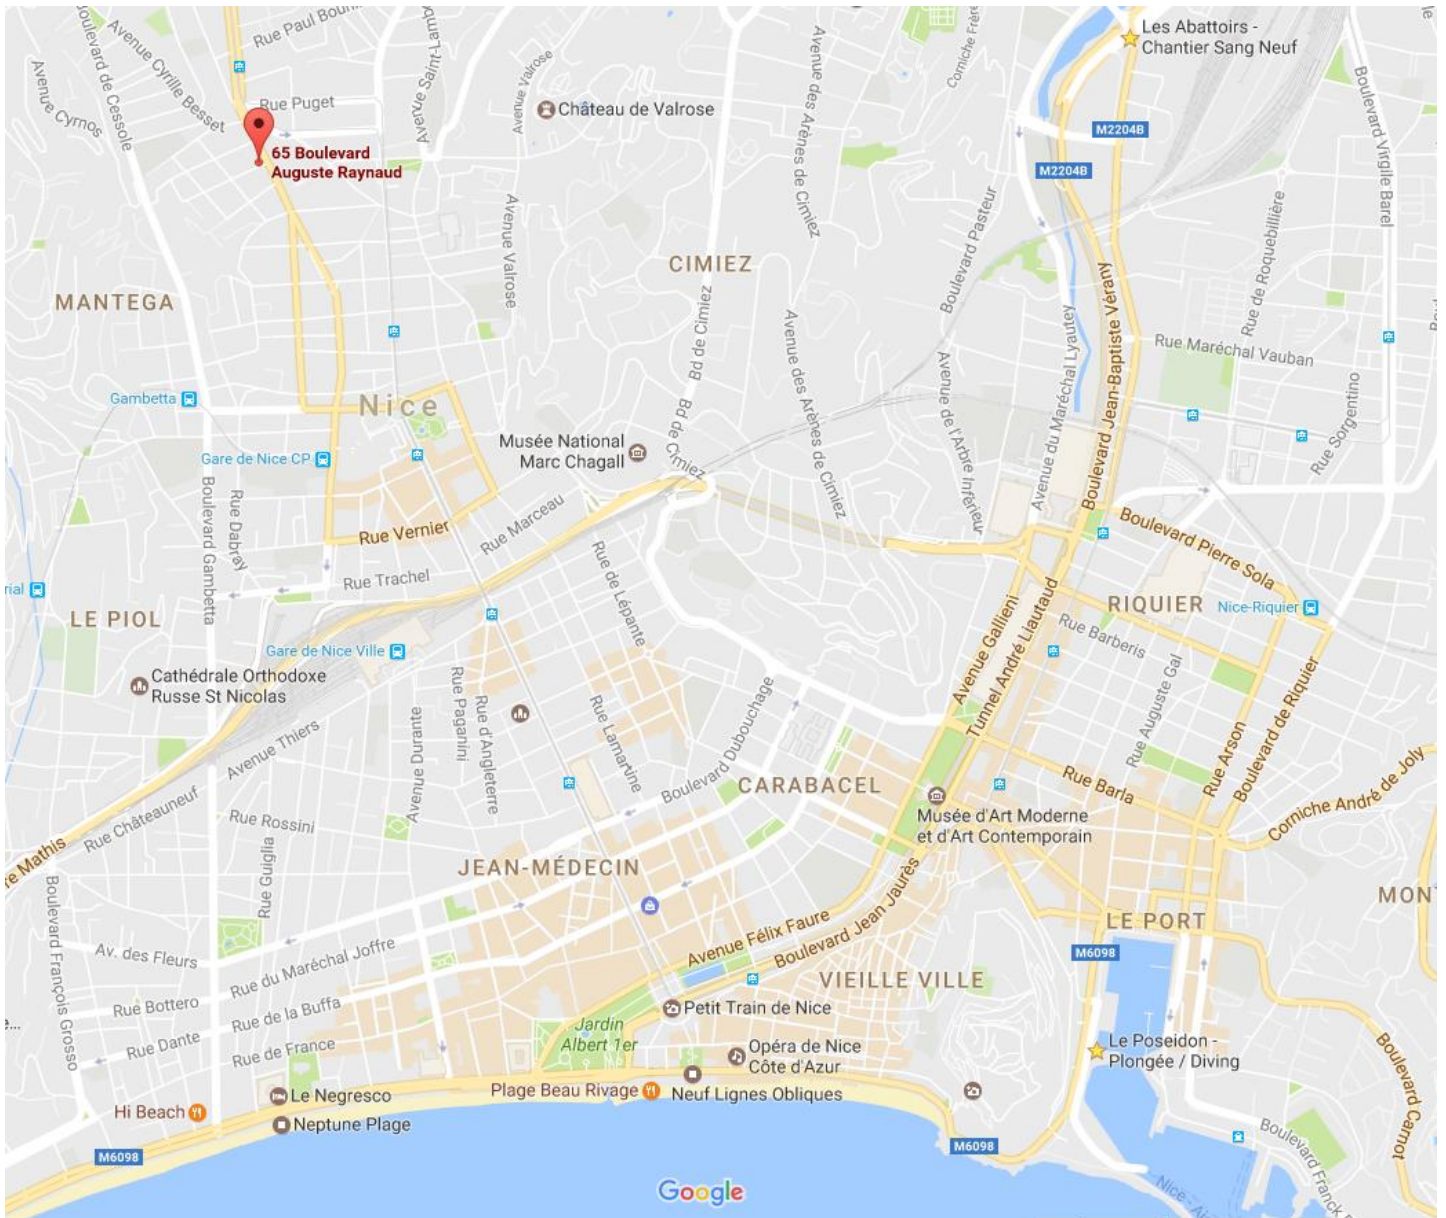 Rue Paul Bour
Boulevard de Cessole
Avenue Cyrille Besset
Avenue Saint-Lamb
Avenue Cyrnos
Rue Puget
Avenue Valrose
Château de Valrose
Avenue des Arènes de Cimiez
Corniche Frère
Les Abattoirs -
Chantier Sang Neuf
M2204B
M2204B
Boulevard Virgile Barel
65 Boulevard
Auguste Raynaud
Avenue Valrose
Boulevard Pasteur
Rue de Roquebillière
CIMIEZ
MANTEGA
Bd de Cimiez
Avenue des Arènes de Cimiez
Avenue de l'Arbre Inférieur
Avenue du Maréchal Lyautey
Boulevard Jean-Baptiste Vérany
Rue Maréchal Vauban
Rue Sorgentino
Gambetta
Nice
Bd de Cimiez
Musée National
Marc Chagall
Gare de Nice CP
Rue Dabray
Boulevard Gambetta
Rue Vernier
Rue Marceau
Rue Trachel
Rue de Lépante
Boulevard Pierre Sola
rial
LE PIOL
Avenue Gallieni
Tunnel André Liautaud
RIQUIER
Nice-Riquier
Rue Barberis
Gare de Nice Ville
Cathédrale Orthodoxe
Russe St Nicolas
Rue Paganini
Rue d'Angleterre
Rue Lamartine
Avenue Durante
Avenue Thiers
Boulevard Dubouchage
Rue Auguste Gal
Rue Arson
Boulevard de Riquier
CARABACEL
Rue Barla
Corniche André de Joly
Rue Châteauneuf
Rue Rossini
Musée d'Art Moderne
et d'Art Contemporain
re Mathis
Rue Guiglia
JEAN-MÉDECIN
Boulevard François Grosso
MON
Avenue Félix Faure
Boulevard Jean Jaurès
LE PORT
Av. des Fleurs
Rue du Maréchal Joffre
M6098
VIEILLE VILLE
Rue Bottero
Rue de la Buffa
Petit Train de Nice
Jardin
Albert 1er
Rue Dante
Rue de France
Opéra de Nice
Côte d'Azur
Le Poseidon -
Plongée / Diving
Boulevard Carnot
Le Negresco
Plage Beau Rivage
Neuf Lignes Obliques
Hi Beach
Neptune Plage
M6098
M6098
Boulevard Franck
Google
Nice - Aj